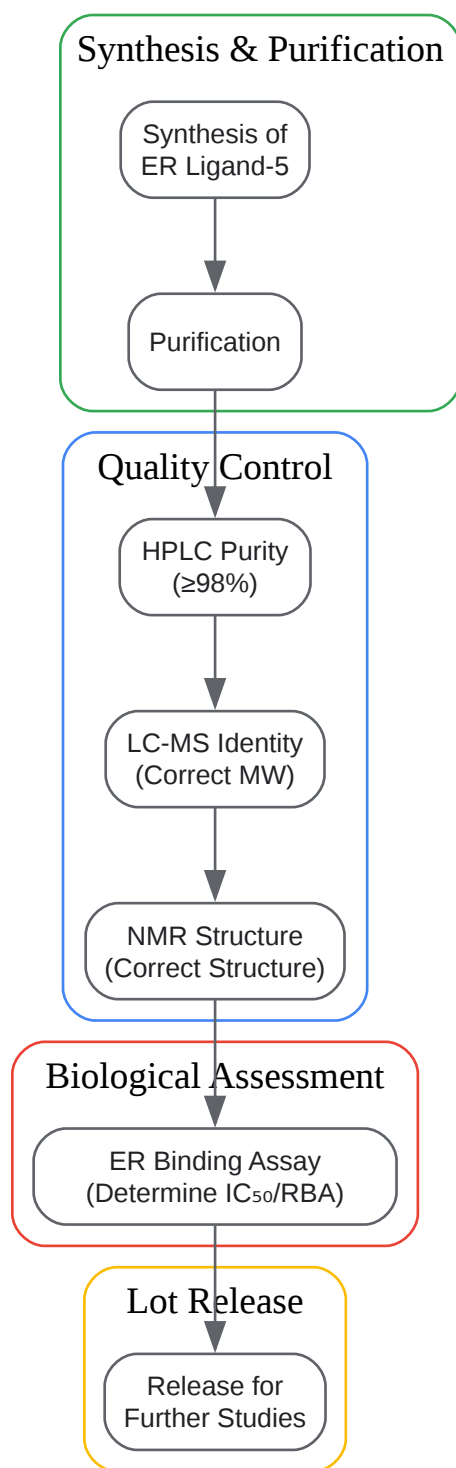 Synthesis & Purification
Synthesis of
ER Ligand-5
Purification
Quality Control
HPLC Purity
(≥98%)
LC-MS Identity
(Correct MW)
NMR Structure
(Correct Structure)
Biological Assessment
ER Binding Assay
(Determine IC₅₀/RBA)
Lot Release
Release for
Further Studies